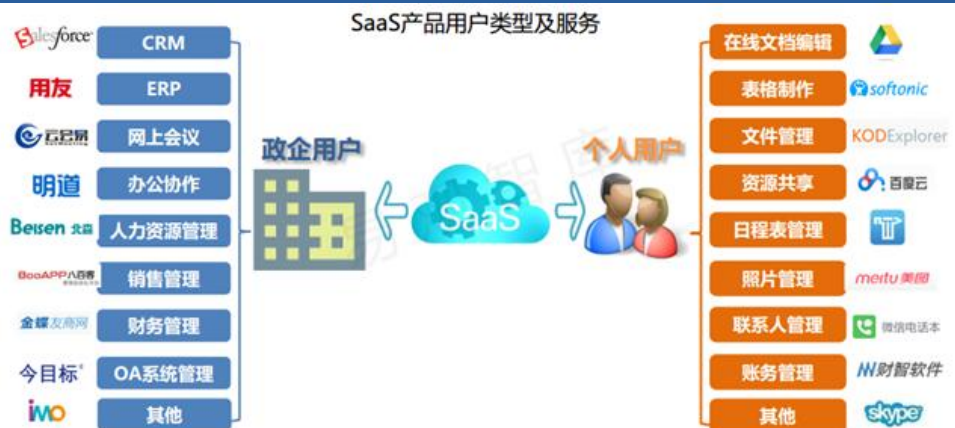 SaaS产品用户类型及服务
Salesforce
CRM
用友
ERP
云会易
网上会议
明道
办公协作
Beisen 北森
人力资源管理
BooAPP八百客
销售管理
金蝶友商网
财务管理
今目标
OA系统管理
imo
其他
政企用户
SaaS
个人用户
在线文档编辑
表格制作
softonic
文件管理
KODExplorer
资源共享
百度云
日程表管理
照片管理
meitu 美图
联系人管理
微信电话本
账务管理
财智软件
其他
skype